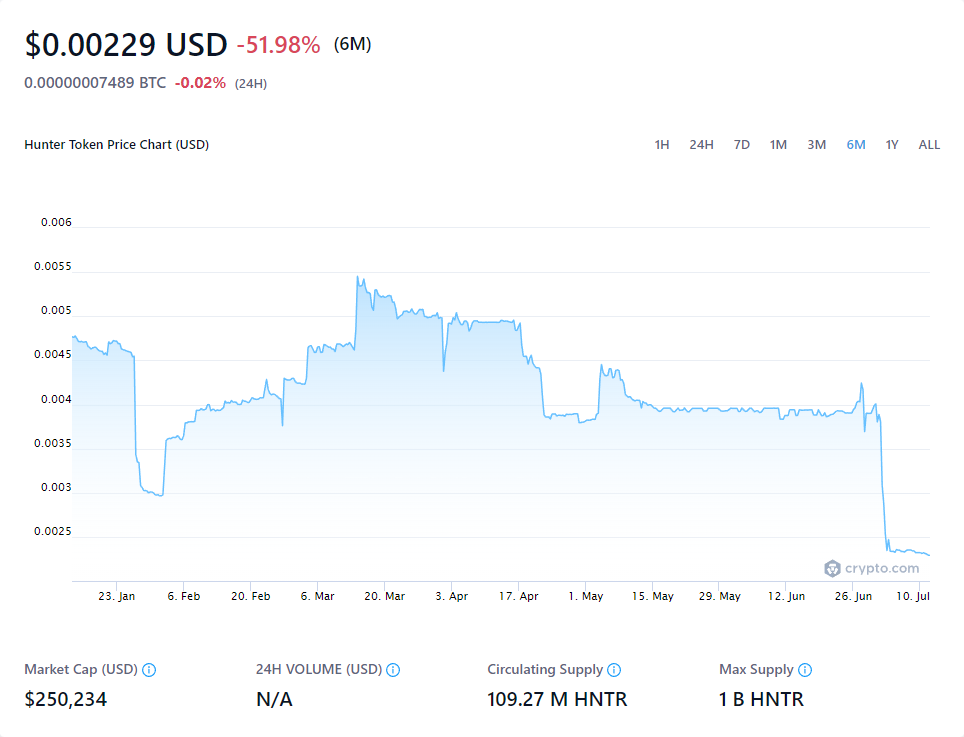 $0.00229 USD -51.98% (6M)
0.00000007489 BTC -0.02% (24H)
Hunter Token Price Chart (USD) 1H 24H 7D 1M 3M 6M 1Y ALL
0.006
0.0055
0.005
0.0045
0.004
0.0035
0.003
0.0025
crypto.com
23. Jan 6. Feb 20. Feb 6. Mar 20. Mar 3. Apr 17. Apr 1. May 15. May 29. May 12. Jun 26. Jun 10. Jul
Market Cap (USD) 24H VOLUME (USD) Circulating Supply Max Supply
$250,234 N/A 109.27 M HNTR 1 B HNTR